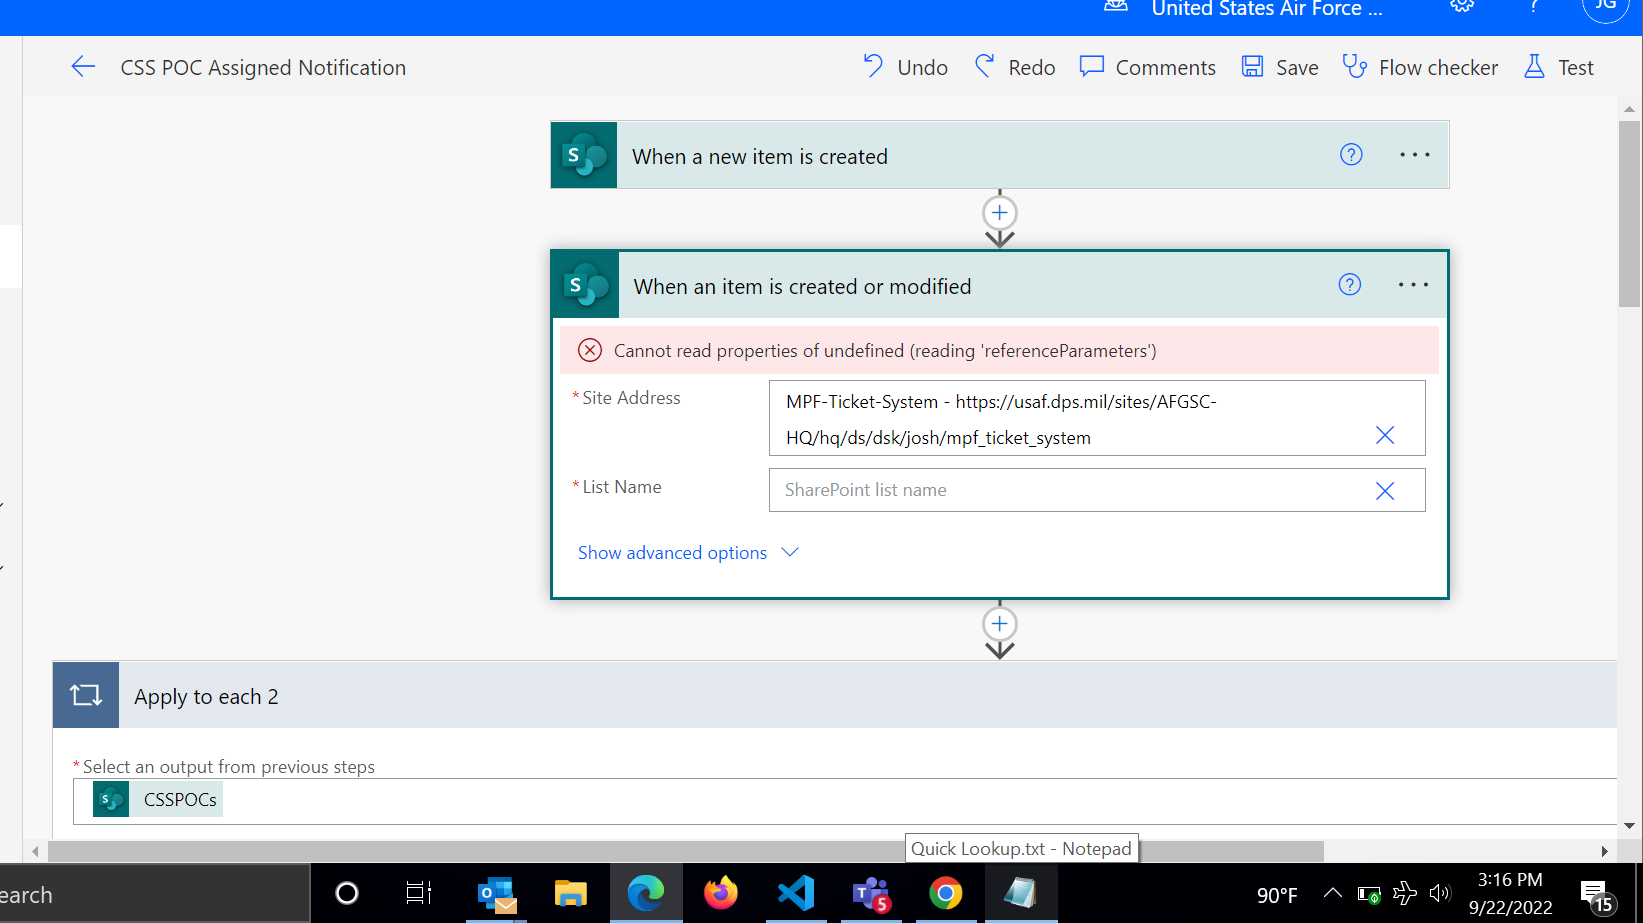 United States Air Force ...
JG
CSS POC Assigned Notification
Undo
Redo
Comments
Save
Flow checker
Test
S
When a new item is created
?
S
When an item is created or modified
?
Cannot read properties of undefined (reading 'referenceParameters')
* Site Address
MPF-Ticket-System - https://usaf.dps.mil/sites/AFGSC-
HQ/hq/ds/dsk/josh/mpf_ticket_system
* List Name
SharePoint list name
Show advanced options
Apply to each 2
* Select an output from previous steps
S
CSSPOCs
Quick Lookup.txt - Notepad
earch
5
90°F
3:16 PM
9/22/2022
15